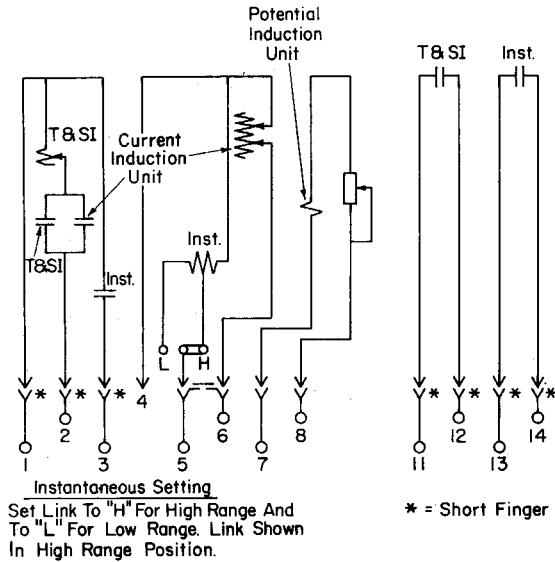 Potential
Induction
Unit
T&SI
Inst.
T&SI
Current
Induction
Unit
T&SI
Inst.
Inst.
L
H
*
*
*
4
*
*
*
*
1
2
3
5
6
7
8
11
12
13
14
Instantaneous Setting
Set Link To "H" For High Range And
To "L" For Low Range. Link Shown
In High Range Position.
* = Short Finger